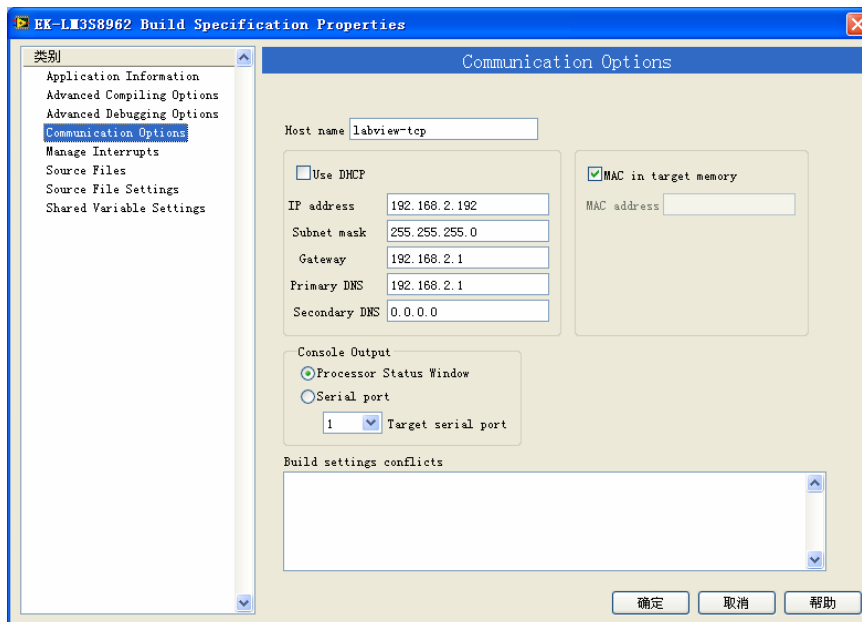 EK-LM3S8962 Build Specification Properties
类别
Application Information
Advanced Compiling Options
Advanced Debugging Options
Communication Options
Manage Interrupts
Source Files
Source File Settings
Shared Variable Settings
Communication Options
Host name labview-tcp
Use DHCP
IP address 192.168.2.192
Subnet mask 255.255.255.0
Gateway 192.168.2.1
Primary DNS 192.168.2.1
Secondary DNS 0.0.0.0
MAC in target memory
MAC address
Console Output
Processor Status Window
Serial port
1 Target serial port
Build settings conflicts
确定 取消 帮助